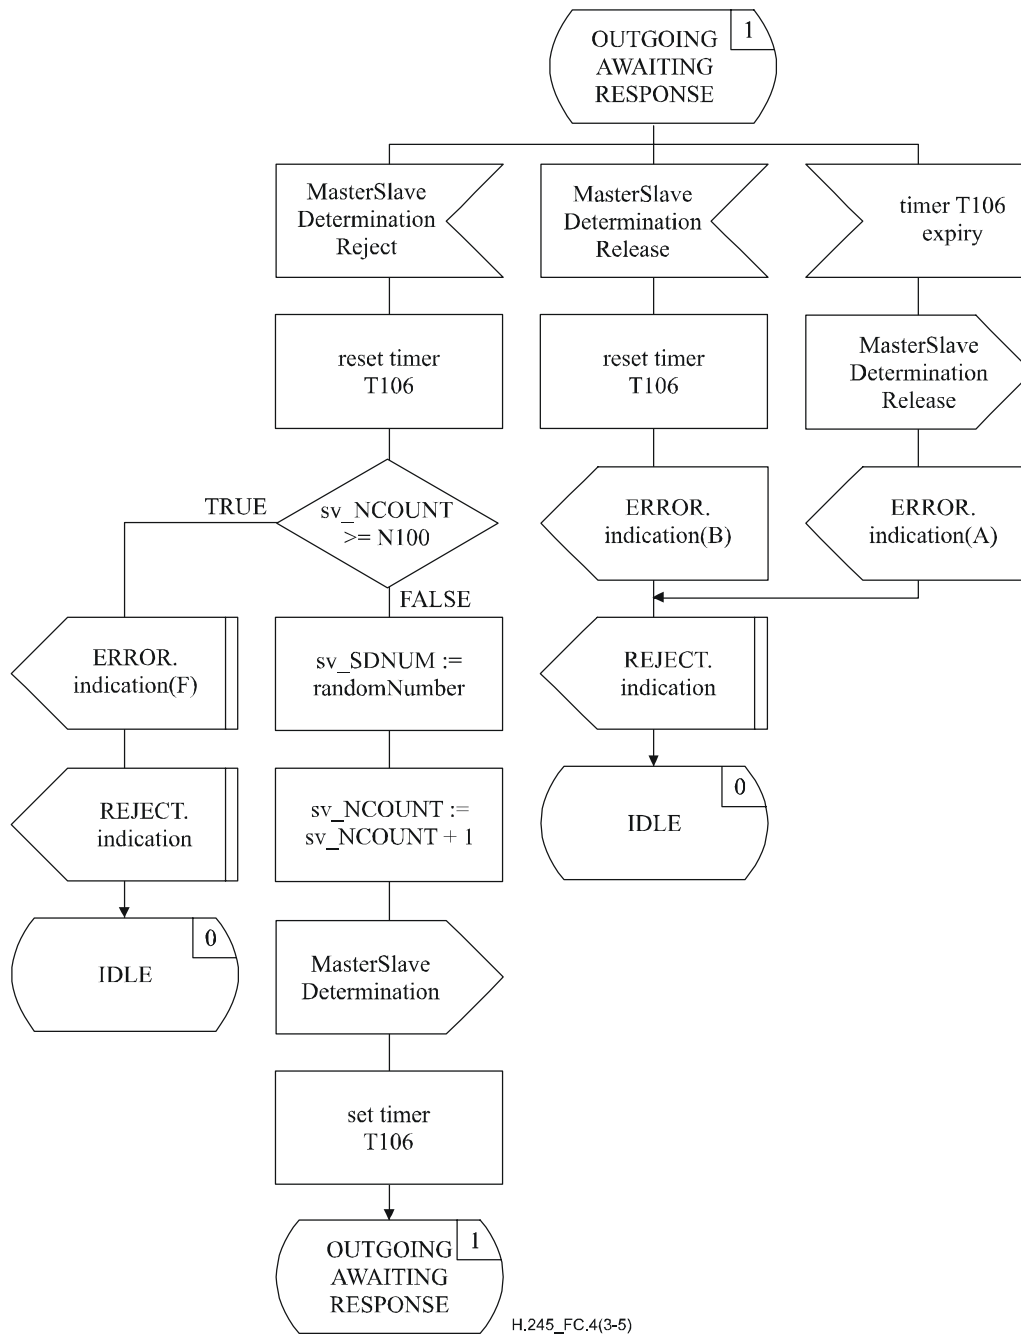 OUTGOING
AWAITING
RESPONSE
1
MasterSlave
Determination
Reject
MasterSlave
Determination
Release
timer T106
expiry
reset timer
T106
reset timer
T106
MasterSlave
Determination
Release
TRUE
sv_NCOUNT
>= N100
FALSE
ERROR.
indication(B)
ERROR.
indication(A)
ERROR.
indication(F)
sv_SDNUM :=
randomNumber
REJECT.
indication
REJECT.
indication
sv_NCOUNT :=
sv_NCOUNT + 1
IDLE
0
IDLE
0
MasterSlave
Determination
set timer
T106
OUTGOING
AWAITING
RESPONSE
1
H.245_FC.4(3-5)